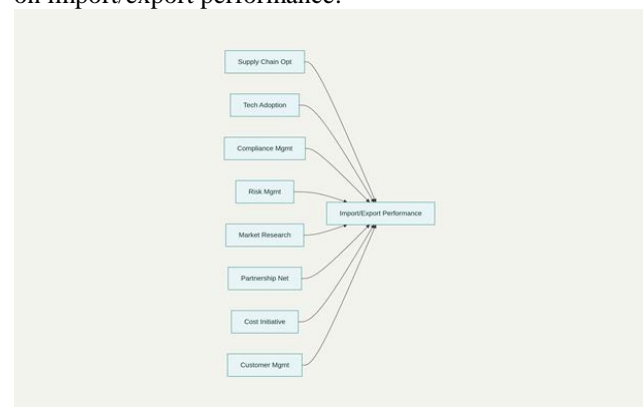 on import/export performance.
Supply Chain Opt
Tech Adoption
Compliance Mgmt
Risk Mgmt
Import/Export Performance
Market Research
Partnership Net
Cost Initiative
Customer Mgmt